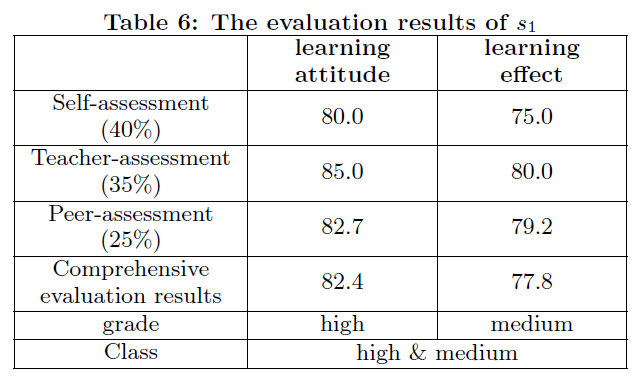 Table 6: The evaluation results of s1
learning attitude learning effect
Self-assessment (40%) 80.0 75.0
Teacher-assessment (35%) 85.0 80.0
Peer-assessment (25%) 82.7 79.2
Comprehensive evaluation results 82.4 77.8
grade high medium
Class high & medium